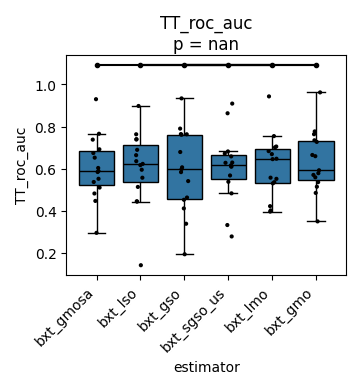 TT_roc_auc
p = nan
TT_roc_auc
1.0
0.8
0.6
0.4
0.2
bxt_gmosa
bxt_lso
bxt_gso
bxt_sgso_us
bxt_lmo
bxt_gmo
estimator